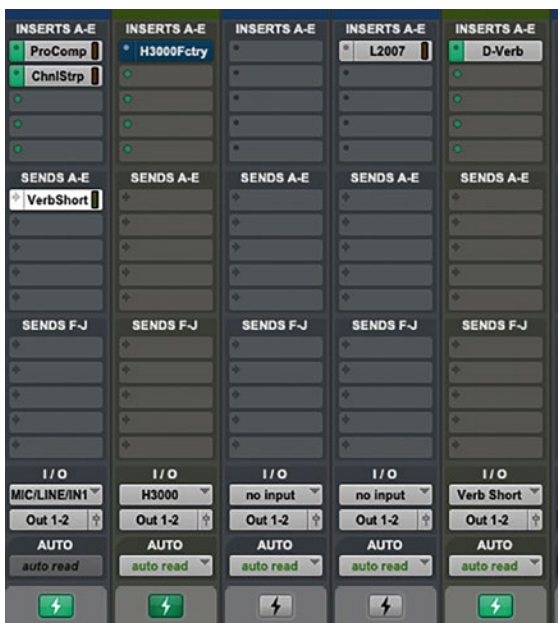 INSERTS A-E INSERTS A-E INSERTS A-E INSERTS A-E INSERTS A-E
ProComp H3000Fctry L2007 D-Verb
ChnlStrp
SENDS A-E SENDS A-E SENDS A-E SENDS A-E SENDS A-E
VerbShort
SENDS F-J SENDS F-J SENDS F-J SENDS F-J SENDS F-J
I/O I/O I/O I/O I/O
MIC/LINE/IN1 H3000 no input no input Verb Short
Out 1-2 Out 1-2 Out 1-2 Out 1-2 Out 1-2
AUTO AUTO AUTO AUTO AUTO
auto read auto read auto read auto read auto read